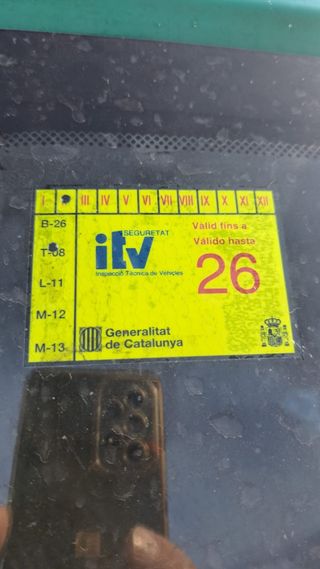 I III IV V VI VII VIII IX X XI XII
B-26
T-08
L-11
M-12
M-13
SEGURETAT
itv
Inspecció Tècnica de Vehicles
Vàlid fins a
Válido hasta
26
Generalitat
de Catalunya